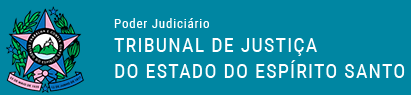 Poder Judiciário
TRIBUNAL DE JUSTIÇA
DO ESTADO DO ESPÍRITO SANTO